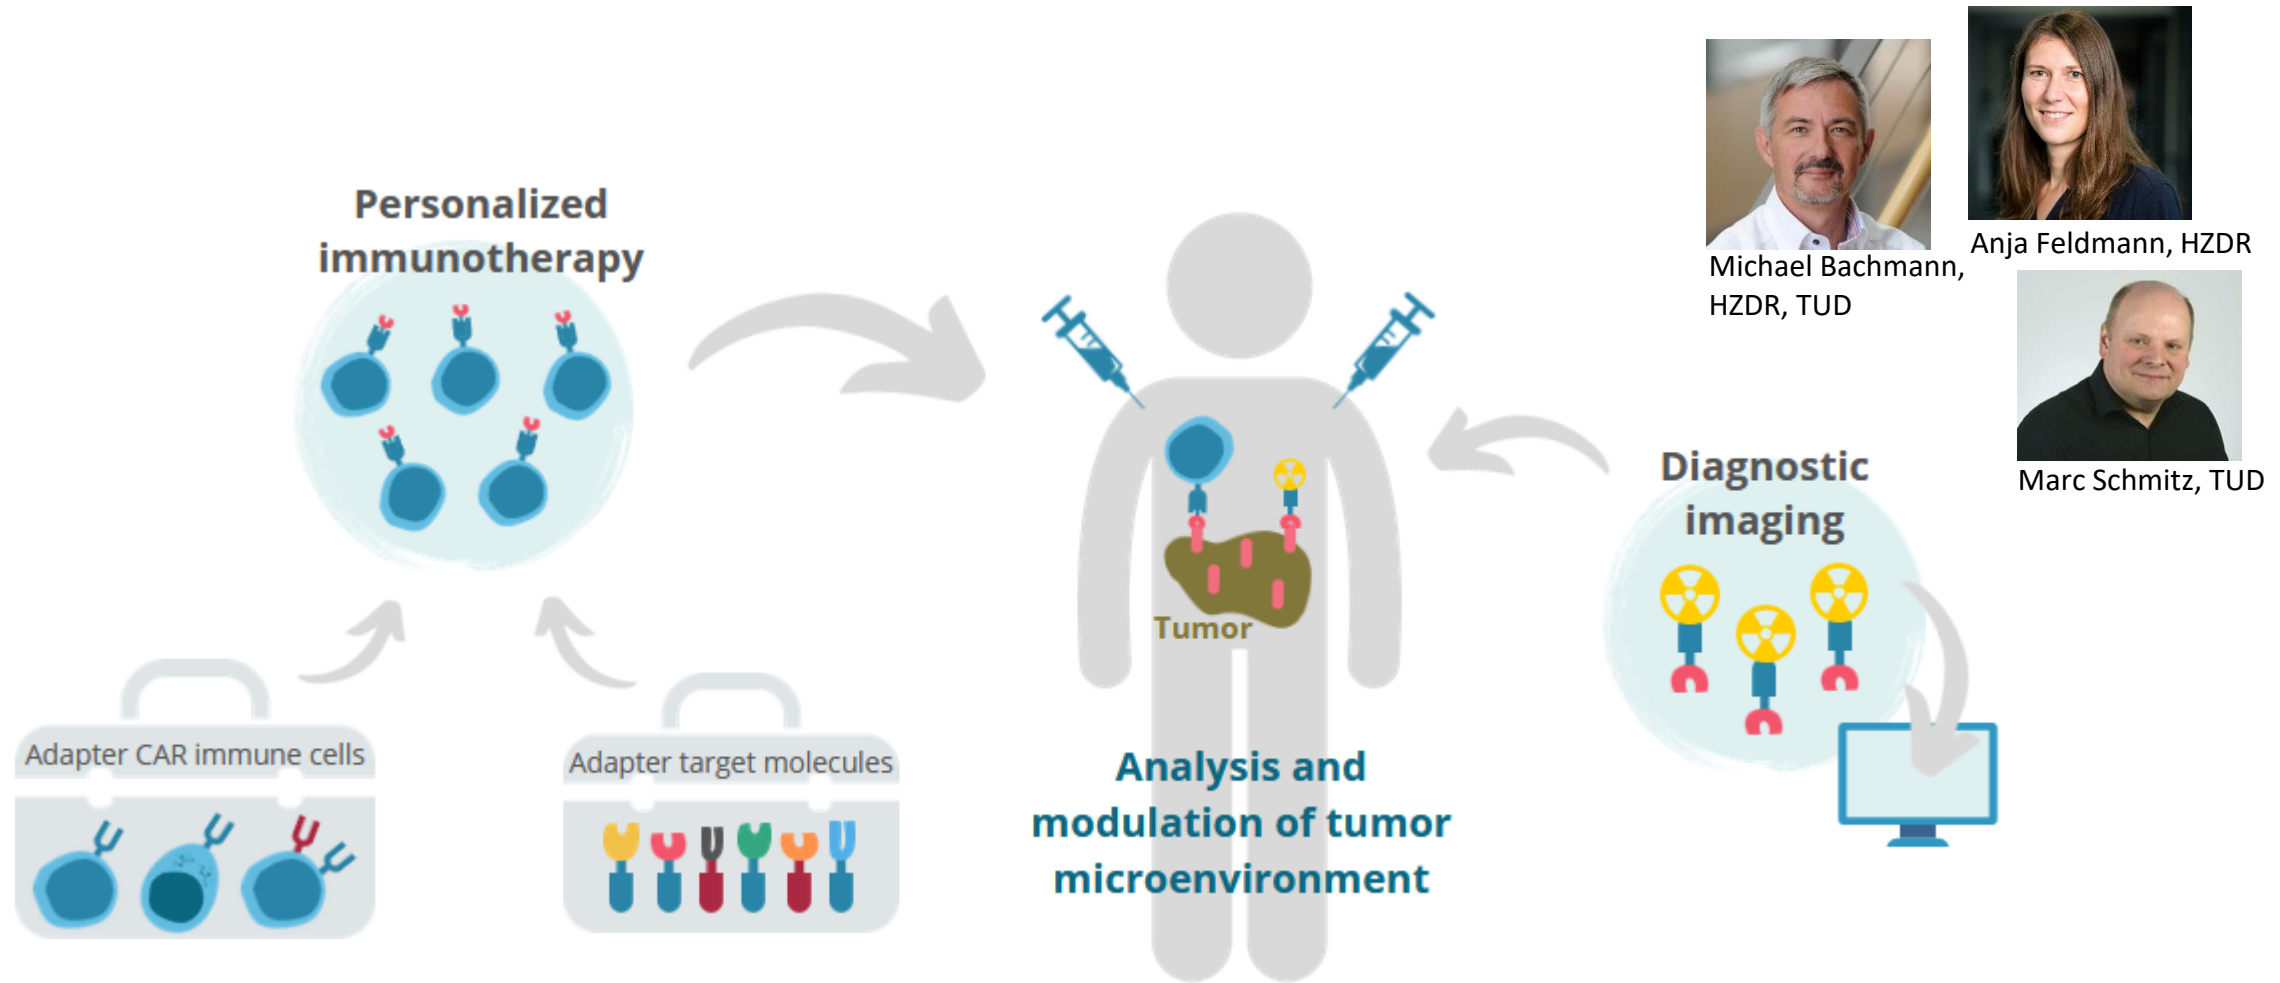 Personalized
immunotherapy
Michael Bachmann,
HZDR, TUD
Anja Feldmann, HZDR
Marc Schmitz, TUD
Diagnostic
imaging
Tumor
Adapter CAR immune cells
Adapter target molecules
Analysis and
modulation of tumor
microenvironment